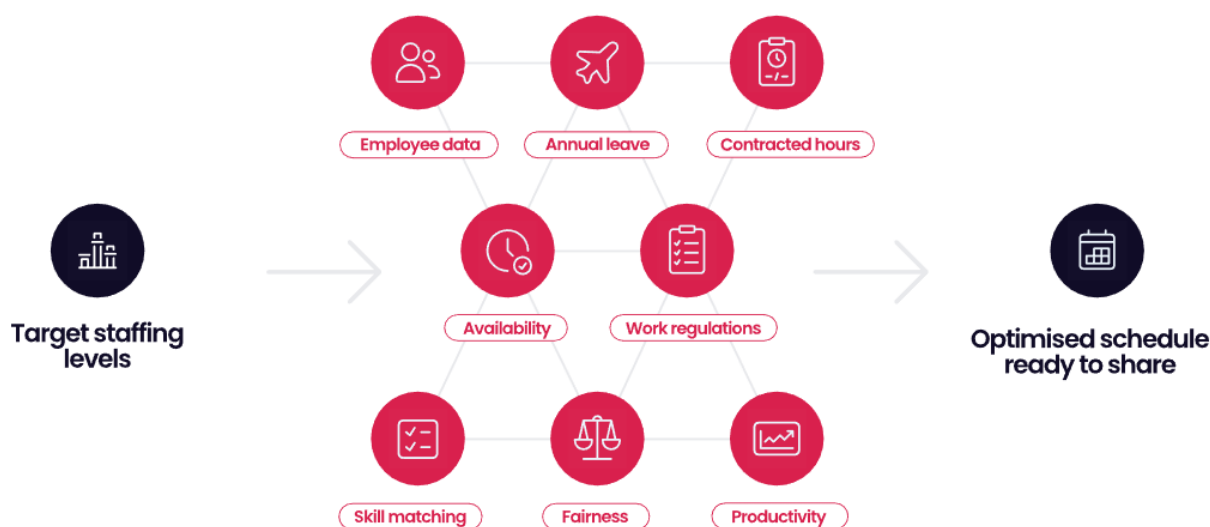 Employee data
Annual leave
Contracted hours
Target staffing
levels
Availability
Work regulations
Optimised schedule
ready to share
Skill matching
Fairness
Productivity